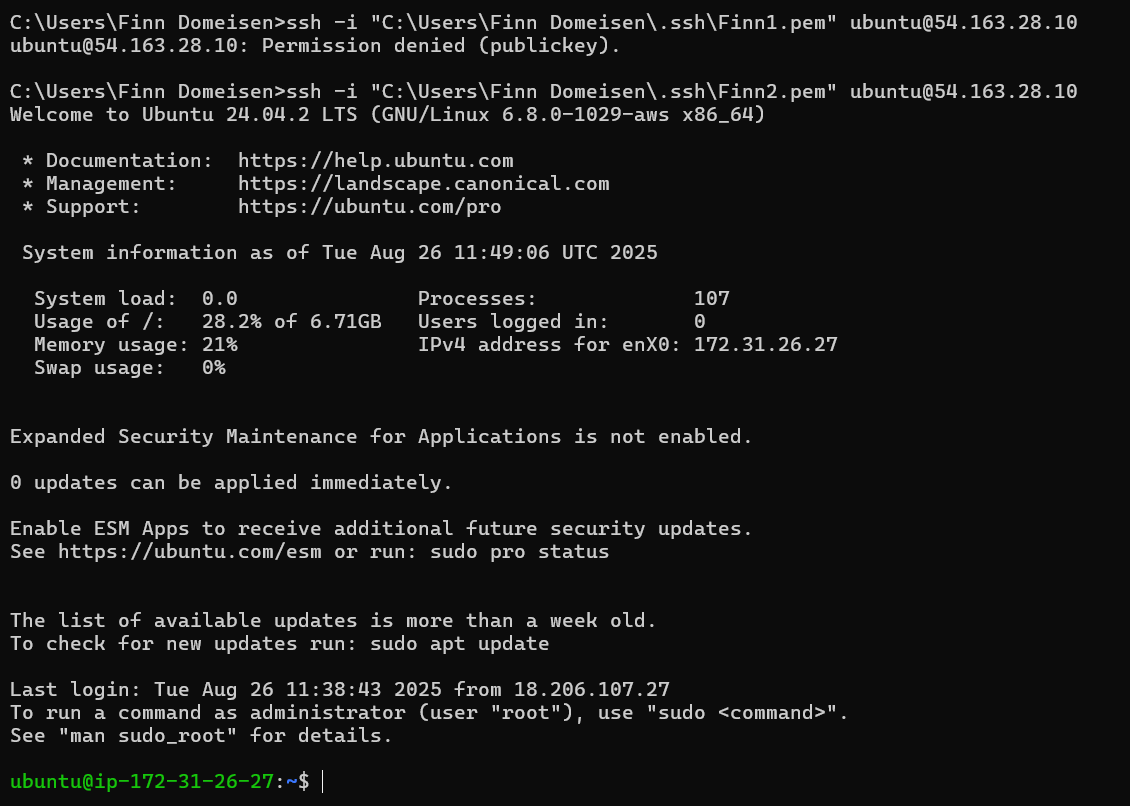 C:\Users\Finn Domeisen>ssh -i "C:\Users\Finn Domeisen\.ssh\Finn1.pem" ubuntu@54.163.28.10
ubuntu@54.163.28.10: Permission denied (publickey).
C:\Users\Finn Domeisen>ssh -i "C:\Users\Finn Domeisen\.ssh\Finn2.pem" ubuntu@54.163.28.10
Welcome to Ubuntu 24.04.2 LTS (GNU/Linux 6.8.0-1029-aws x86_64)
* Documentation:  https://help.ubuntu.com
* Management:     https://landscape.canonical.com
* Support:        https://ubuntu.com/pro
System information as of Tue Aug 26 11:49:06 UTC 2025
System load:  0.0               Processes:             107
Usage of /:   28.2% of 6.71GB   Users logged in:       0
Memory usage: 21%               IPv4 address for enX0: 172.31.26.27
Swap usage:   0%
Expanded Security Maintenance for Applications is not enabled.
0 updates can be applied immediately.
Enable ESM Apps to receive additional future security updates.
See https://ubuntu.com/esm or run: sudo pro status
The list of available updates is more than a week old.
To check for new updates run: sudo apt update
Last login: Tue Aug 26 11:38:43 2025 from 18.206.107.27
To run a command as administrator (user "root"), use "sudo <command>".
See "man sudo_root" for details.
ubuntu@ip-172-31-26-27:~$